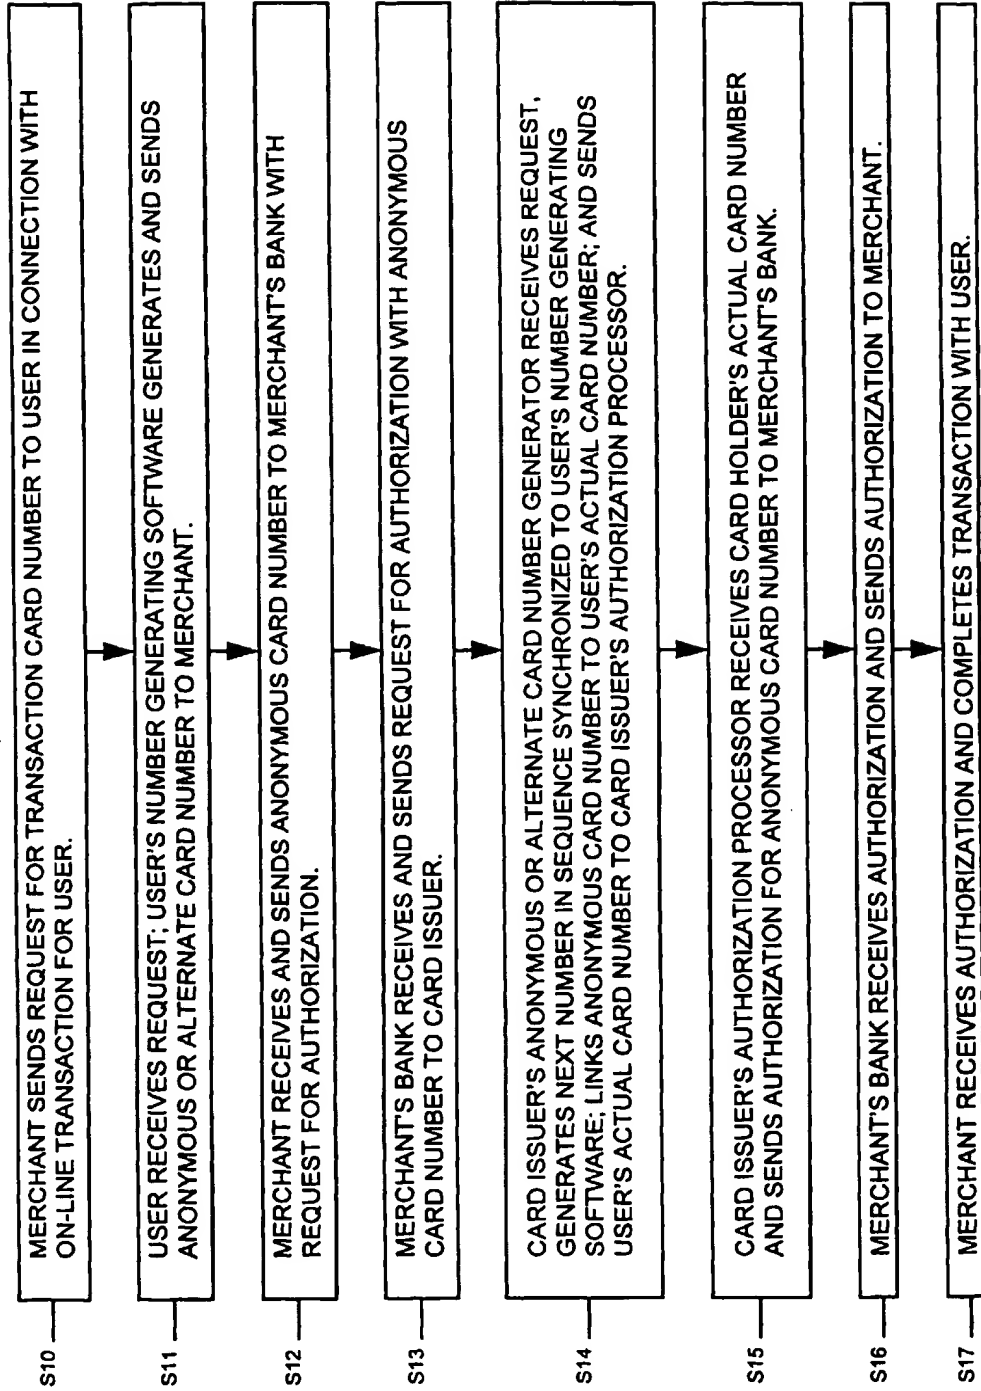 S10
MERCHANT SENDS REQUEST FOR TRANSACTION CARD NUMBER TO USER IN CONNECTION WITH
ON-LINE TRANSACTION FOR USER.
S11
USER RECEIVES REQUEST; USER'S NUMBER GENERATING SOFTWARE GENERATES AND SENDS
ANONYMOUS OR ALTERNATE CARD NUMBER TO MERCHANT.
S12
MERCHANT RECEIVES AND SENDS ANONYMOUS CARD NUMBER TO MERCHANT'S BANK WITH
REQUEST FOR AUTHORIZATION.
S13
MERCHANT'S BANK RECEIVES AND SENDS REQUEST FOR AUTHORIZATION WITH ANONYMOUS
CARD NUMBER TO CARD ISSUER.
S14
CARD ISSUER'S ANONYMOUS OR ALTERNATE CARD NUMBER GENERATOR RECEIVES REQUEST,
GENERATES NEXT NUMBER IN SEQUENCE SYNCHRONIZED TO USER'S NUMBER GENERATING
SOFTWARE; LINKS ANONYMOUS CARD NUMBER TO USER'S ACTUAL CARD NUMBER; AND SENDS
USER'S ACTUAL CARD NUMBER TO CARD ISSUER'S AUTHORIZATION PROCESSOR.
S15
CARD ISSUER'S AUTHORIZATION PROCESSOR RECEIVES CARD HOLDER'S ACTUAL CARD NUMBER
AND SENDS AUTHORIZATION FOR ANONYMOUS CARD NUMBER TO MERCHANT'S BANK.
S16
MERCHANT'S BANK RECEIVES AUTHORIZATION AND SENDS AUTHORIZATION TO MERCHANT.
S17
MERCHANT RECEIVES AUTHORIZATION AND COMPLETES TRANSACTION WITH USER.